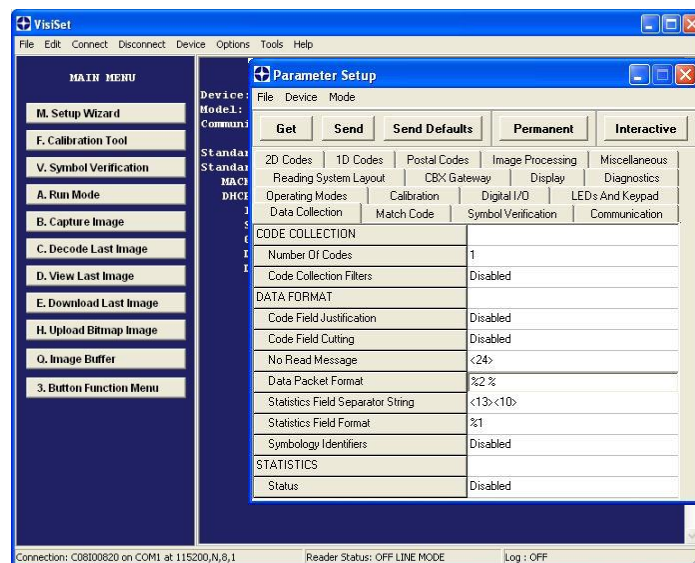 VisiSet
File Edit Connect Disconnect Device Options Tools Help
MAIN MENU
M. Setup Wizard
F. Calibration Tool
V. Symbol Verification
A. Run Mode
B. Capture Image
C. Decode Last Image
D. View Last Image
E. Download Last Image
H. Upload Bitmap Image
Q. Image Buffer
3. Button Function Menu
Device:
Model:
Communi
Standar
Standar
MACH
DHCP
Parameter Setup
File Device Mode
Get Send Send Defaults Permanent Interactive
2D Codes 1D Codes Postal Codes Image Processing Miscellaneous
Reading System Layout CBX Gateway Display Diagnostics
Operating Modes Calibration Digital I/O LEDs And Keypad
Data Collection Match Code Symbol Verification Communication
CODE COLLECTION
Number Of Codes 1
Code Collection Filters Disabled
DATA FORMAT
Code Field Justification Disabled
Code Field Cutting Disabled
No Read Message <24>
Data Packet Format %2 %
Statistics Field Separator String <13><10>
Statistics Field Format %1
Symbology Identifiers Disabled
STATISTICS
Status Disabled
Connection: C08I00820 on COM1 at 115200,N,8,1 Reader Status: OFF LINE MODE Log : OFF